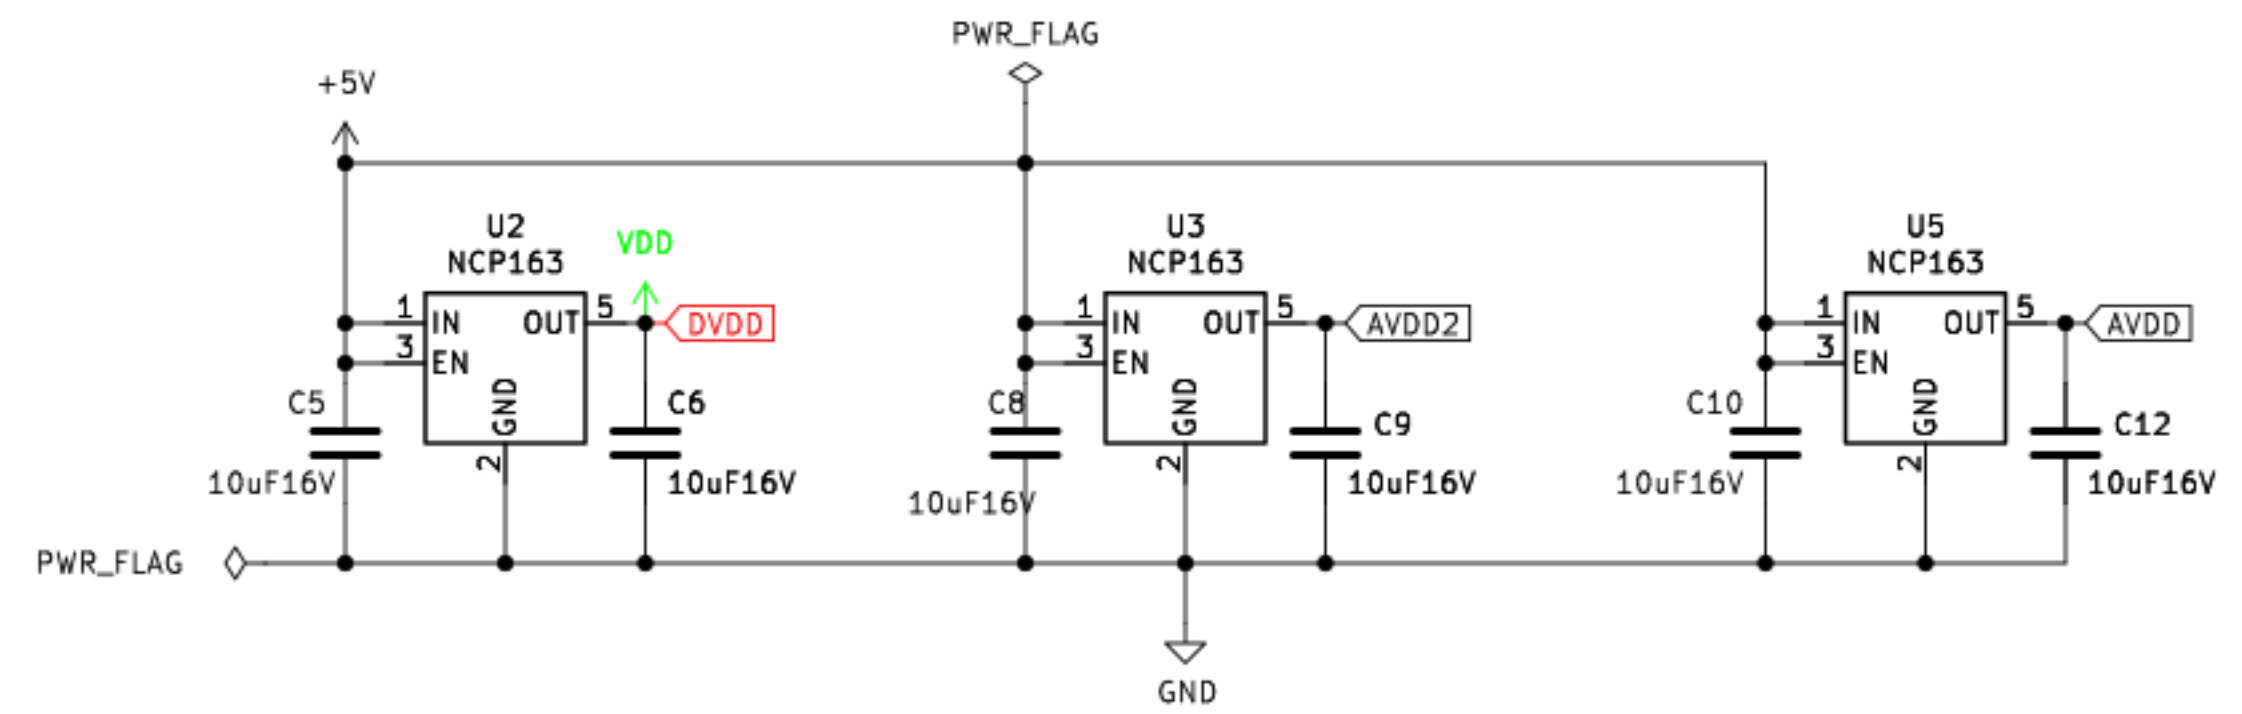 PWR_FLAG
+5V
U2
NCP163
VDD
1
IN
OUT
5
DVDD
3
EN
GND
2
C5
10uF16V
C6
10uF16V
U3
NCP163
1
IN
OUT
5
AVDD2
3
EN
GND
2
C8
10uF16V
C9
10uF16V
U5
NCP163
1
IN
OUT
5
AVDD
3
EN
GND
2
C10
10uF16V
C12
10uF16V
PWR_FLAG
GND